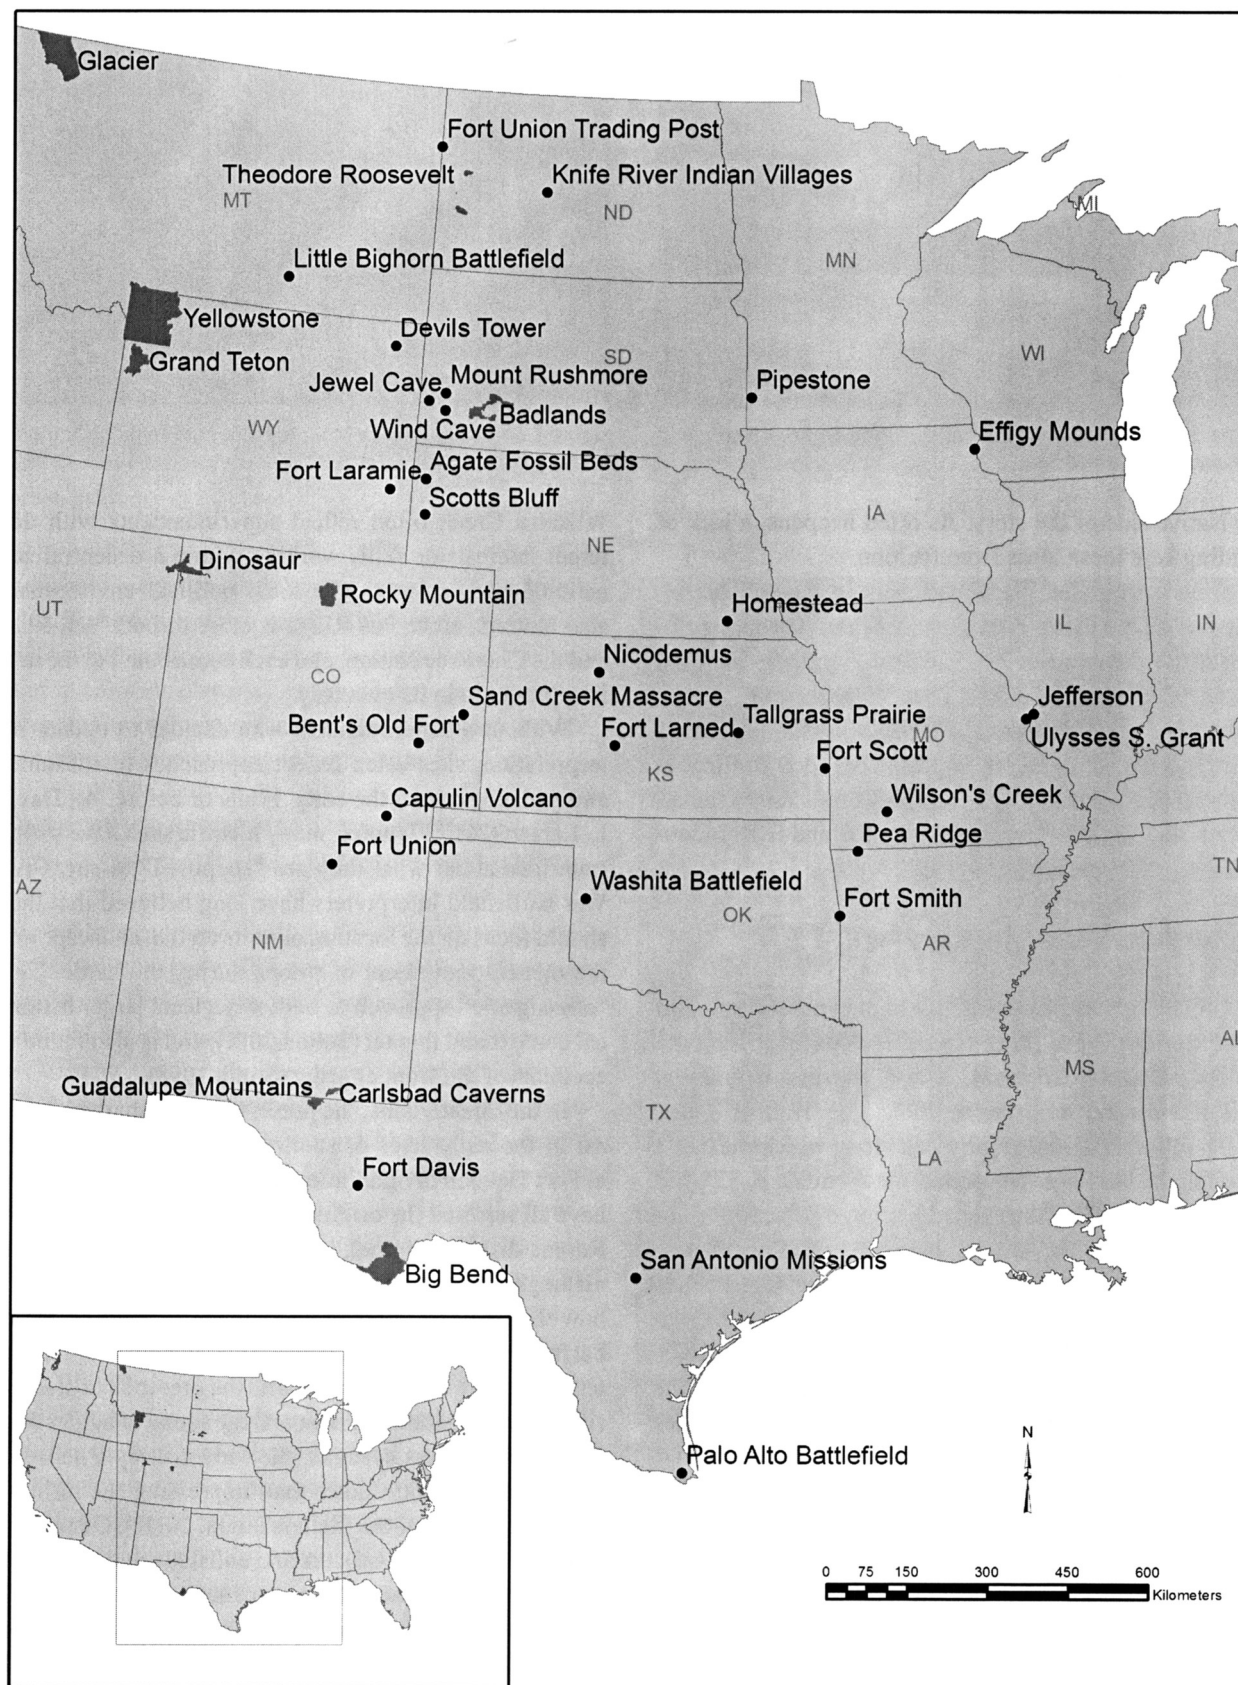 Glacier
Fort Union Trading Post
Theodore Roosevelt
Knife River Indian Villages
MT
ND
MI
Little Bighorn Battlefield
MN
Yellowstone
Devils Tower
Grand Teton
SD
WI
Jewel Cave
Mount Rushmore
Pipestone
Badlands
WY
Wind Cave
Effigy Mounds
Fort Laramie
Agate Fossil Beds
Scotts Bluff
IA
NE
Dinosaur
Rocky Mountain
Homestead
UT
IL
IN
Nicodemus
CO
Sand Creek Massacre
Jefferson
Bent's Old Fort
Fort Larned
Tallgrass Prairie
MO
Ulysses S. Grant
Fort Scott
KS
Capulin Volcano
Wilson's Creek
Fort Union
Pea Ridge
TN
AZ
Washita Battlefield
OK
Fort Smith
NM
AR
AL
MS
Guadalupe Mountains
Carlsbad Caverns
TX
LA
Fort Davis
San Antonio Missions
Big Bend
Palo Alto Battlefield
N
0 75 150 300 450 600
Kilometers